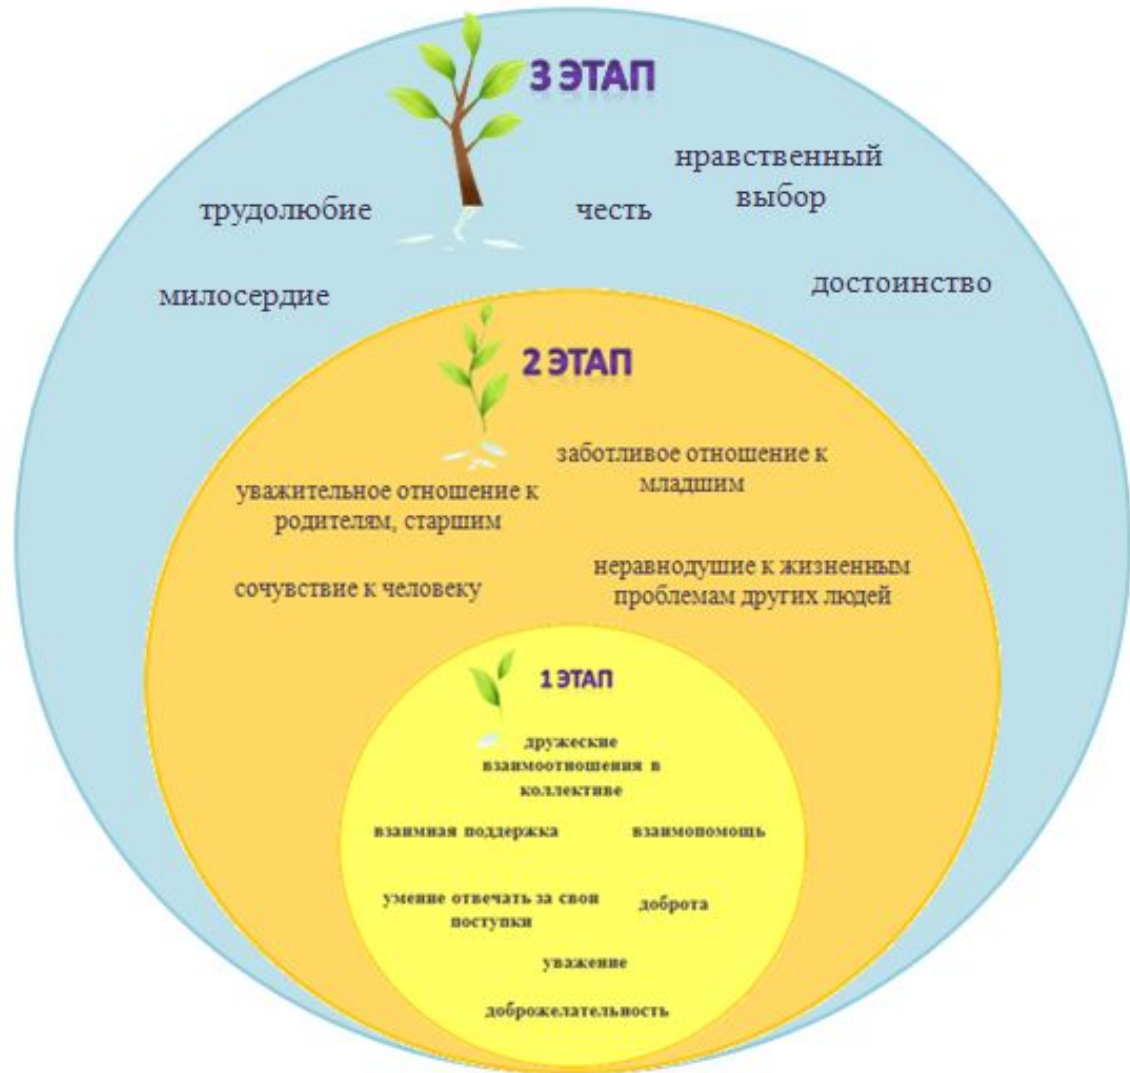 3 ЭТАП
нравственный
выбор
трудолюбие
честь
милосердие
достоинство
2 ЭТАП
заботливое отношение к
младшим
уважительное отношение к
родителям, старшим
сочувствие к человеку
неравнодушие к жизненным
проблемам других людей
1 ЭТАП
дружеские
взаимоотношения в
коллективе
взаимная поддержка
взаимопомощь
умение отвечать за свои
поступки
доброта
уважение
доброжелательность